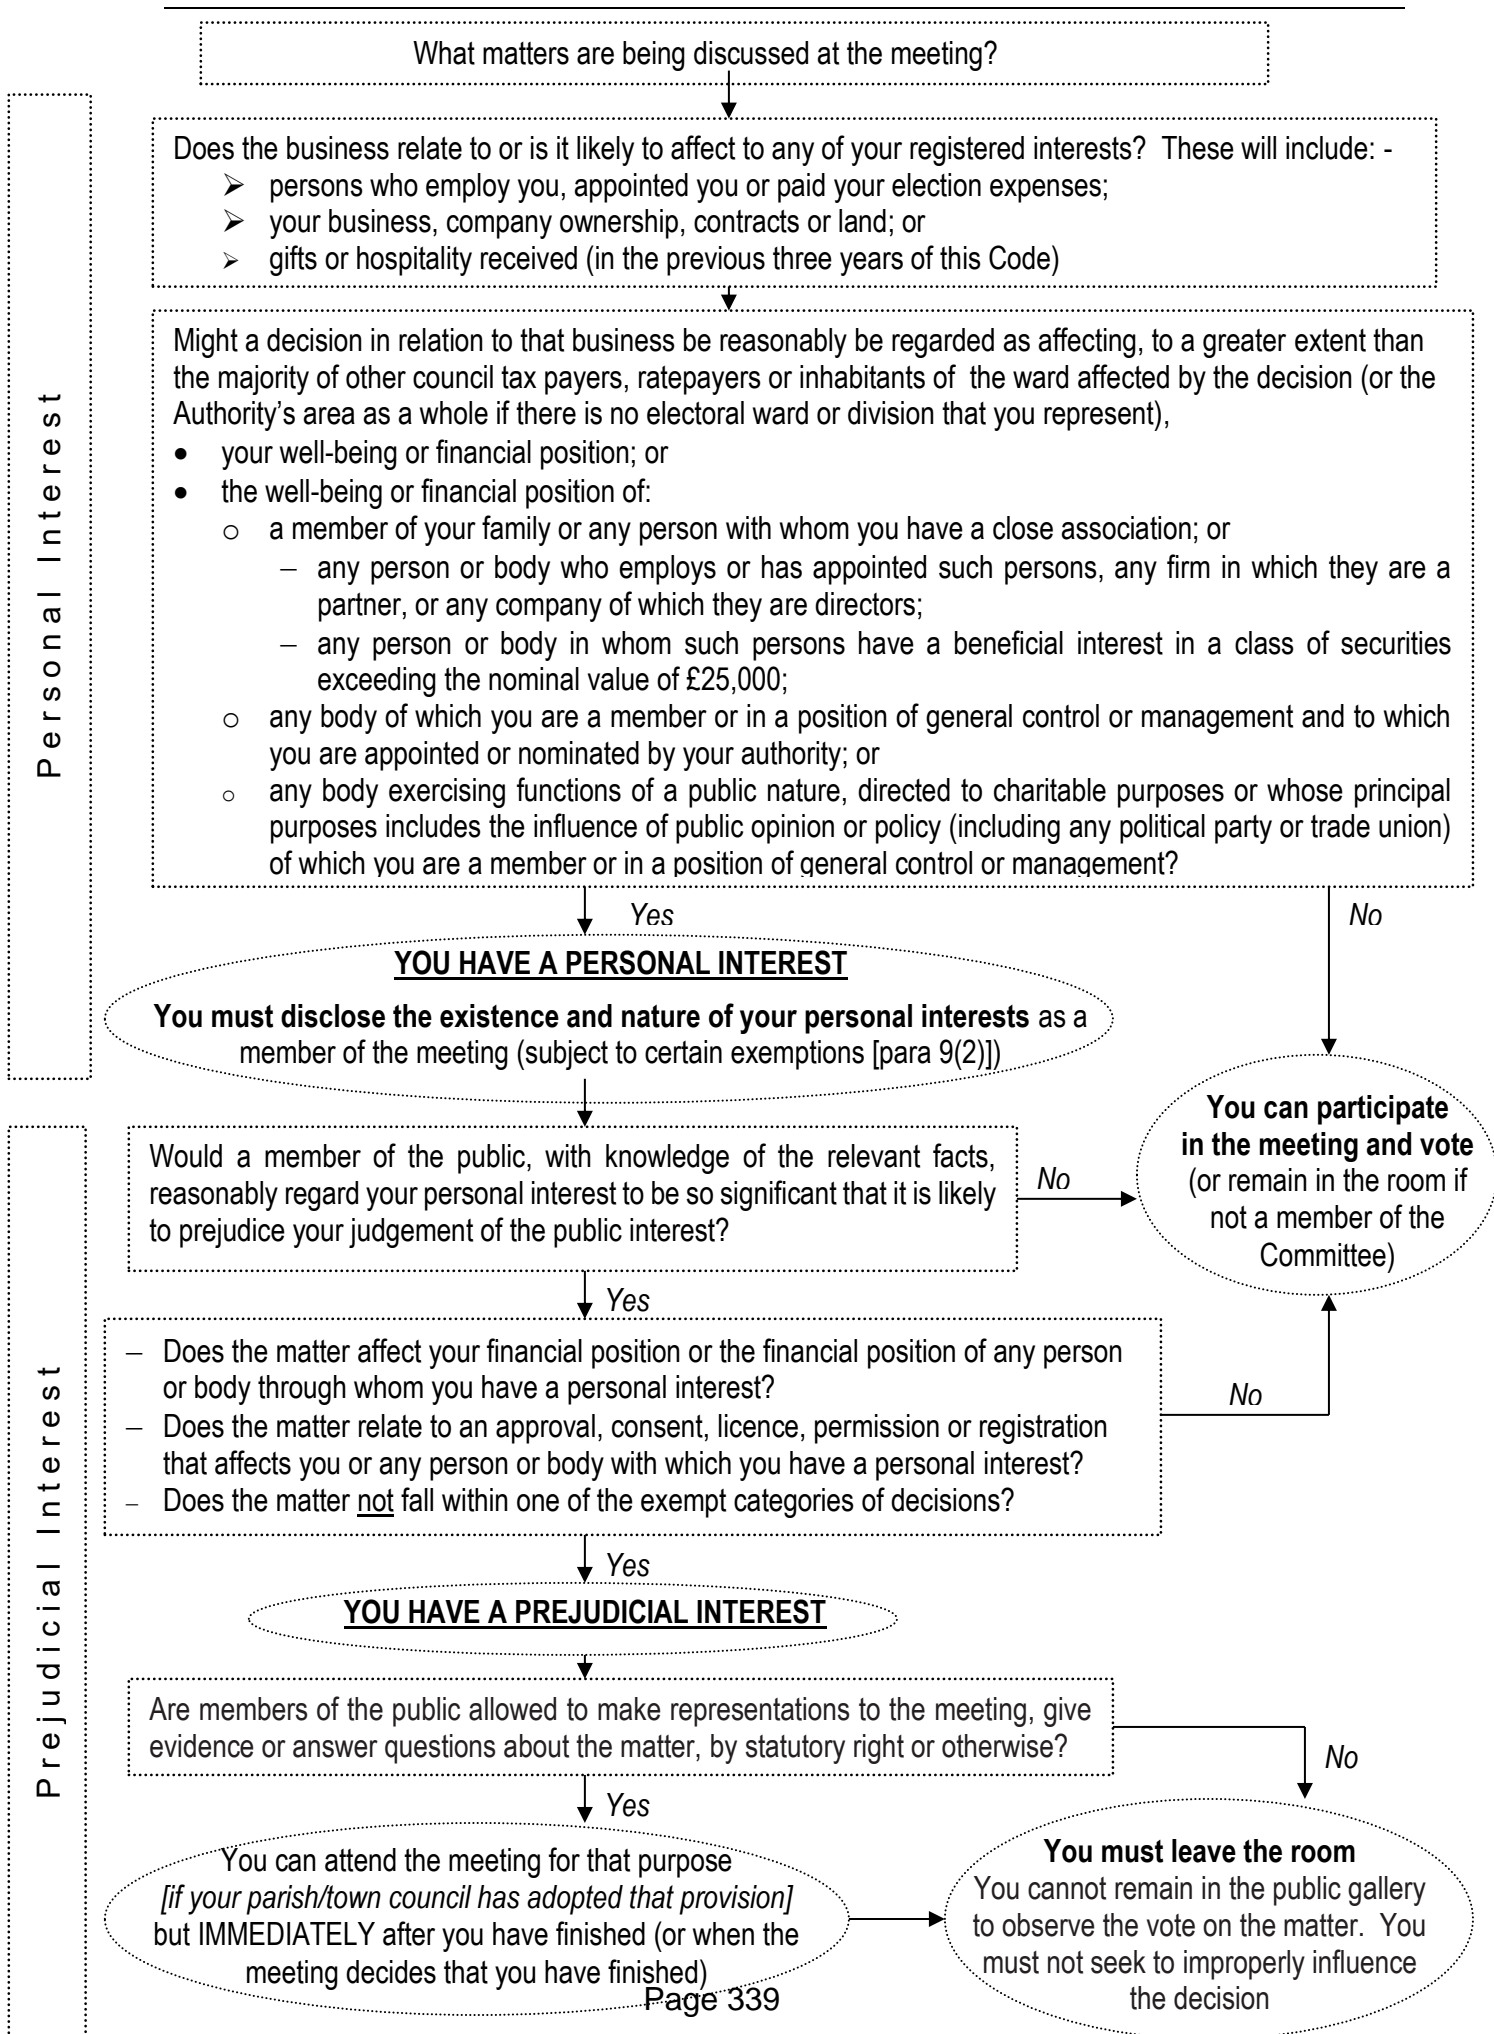 What matters are being discussed at the meeting?
Does the business relate to or is it likely to affect to any of your registered interests?  These will include: -
➢ persons who employ you, appointed you or paid your election expenses;
➢ your business, company ownership, contracts or land; or
➢ gifts or hospitality received (in the previous three years of this Code)
Personal Interest
Might a decision in relation to that business be reasonably be regarded as affecting, to a greater extent than
the majority of other council tax payers, ratepayers or inhabitants of  the ward affected by the decision (or the
Authority's area as a whole if there is no electoral ward or division that you represent),
• your well-being or financial position; or
• the well-being or financial position of:
o a member of your family or any person with whom you have a close association; or
– any person or body who employs or has appointed such persons, any firm in which they are a
partner, or any company of which they are directors;
– any person or body in whom such persons have a beneficial interest in a class of securities
exceeding the nominal value of £25,000;
o any body of which you are a member or in a position of general control or management and to which
you are appointed or nominated by your authority; or
o any body exercising functions of a public nature, directed to charitable purposes or whose principal
purposes includes the influence of public opinion or policy (including any political party or trade union)
of which you are a member or in a position of general control or management?
Yes
No
YOU HAVE A PERSONAL INTEREST
You must disclose the existence and nature of your personal interests as a
member of the meeting (subject to certain exemptions [para 9(2)])
You can participate
in the meeting and vote
(or remain in the room if
not a member of the
Committee)
Prejudicial Interest
Would a member of the public, with knowledge of the relevant facts,
reasonably regard your personal interest to be so significant that it is likely
to prejudice your judgement of the public interest?
No
Yes
– Does the matter affect your financial position or the financial position of any person
or body through whom you have a personal interest?
– Does the matter relate to an approval, consent, licence, permission or registration
that affects you or any person or body with which you have a personal interest?
– Does the matter not fall within one of the exempt categories of decisions?
No
Yes
YOU HAVE A PREJUDICIAL INTEREST
Are members of the public allowed to make representations to the meeting, give
evidence or answer questions about the matter, by statutory right or otherwise?
No
Yes
You can attend the meeting for that purpose
[if your parish/town council has adopted that provision]
but IMMEDIATELY after you have finished (or when the
meeting decides that you have finished)
You must leave the room
You cannot remain in the public gallery
to observe the vote on the matter.  You
must not seek to improperly influence
the decision
Page 339